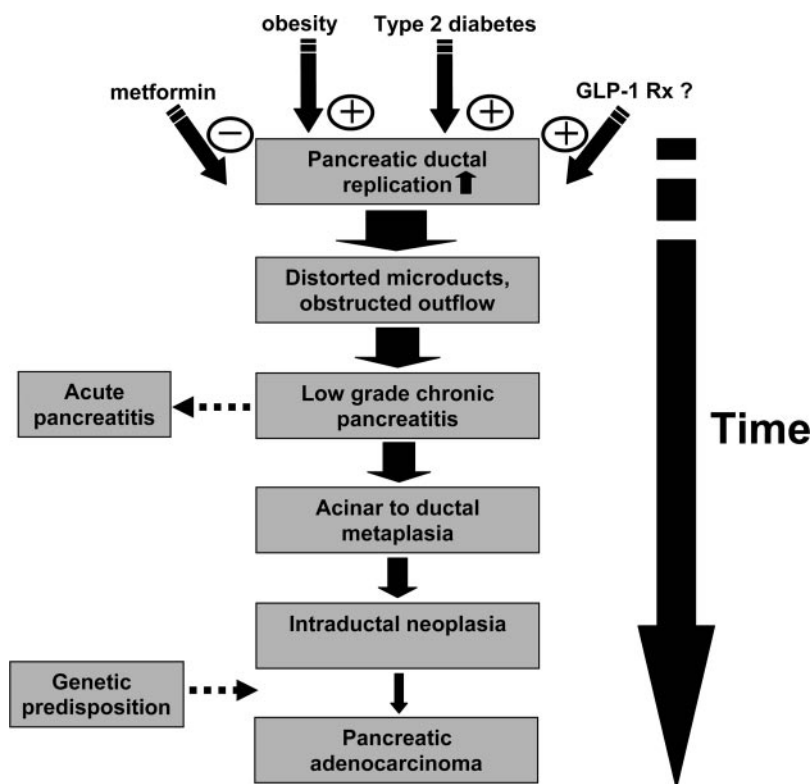 obesity
Type 2 diabetes
metformin
GLP-1 Rx ?
−
+
+
+
Pancreatic ductal
replication
Distorted microducts,
obstructed outflow
Acute
pancreatitis
Low grade chronic
pancreatitis
Time
Acinar to ductal
metaplasia
Intraductal neoplasia
Genetic
predisposition
Pancreatic
adenocarcinoma